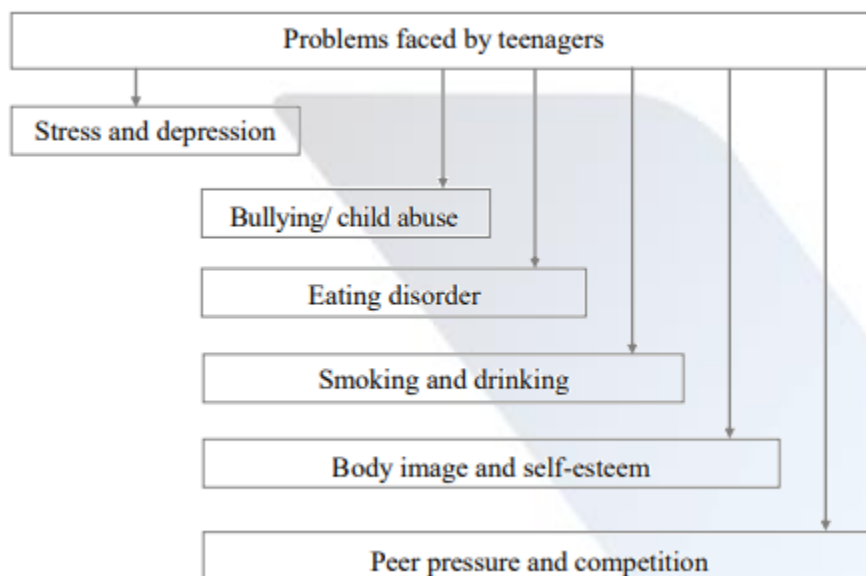 Problems faced by teenagers
Stress and depression
Bullying/ child abuse
Eating disorder
Smoking and drinking
Body image and self-esteem
Peer pressure and competition